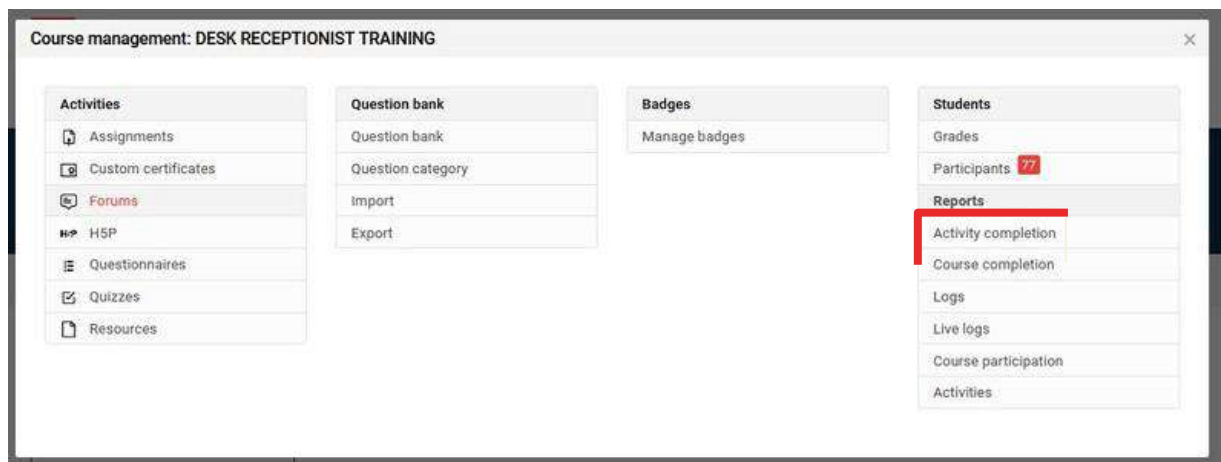 Course management: DESK RECEPTIONIST TRAINING
Activities
Assignments
Custom certificates
Forums
H5P H5P
Questionnaires
Quizzes
Resources
Question bank
Question bank
Question category
Import
Export
Badges
Manage badges
Students
Grades
Participants 77
Reports
Activity completion
Course completion
Logs
Live logs
Course participation
Activities